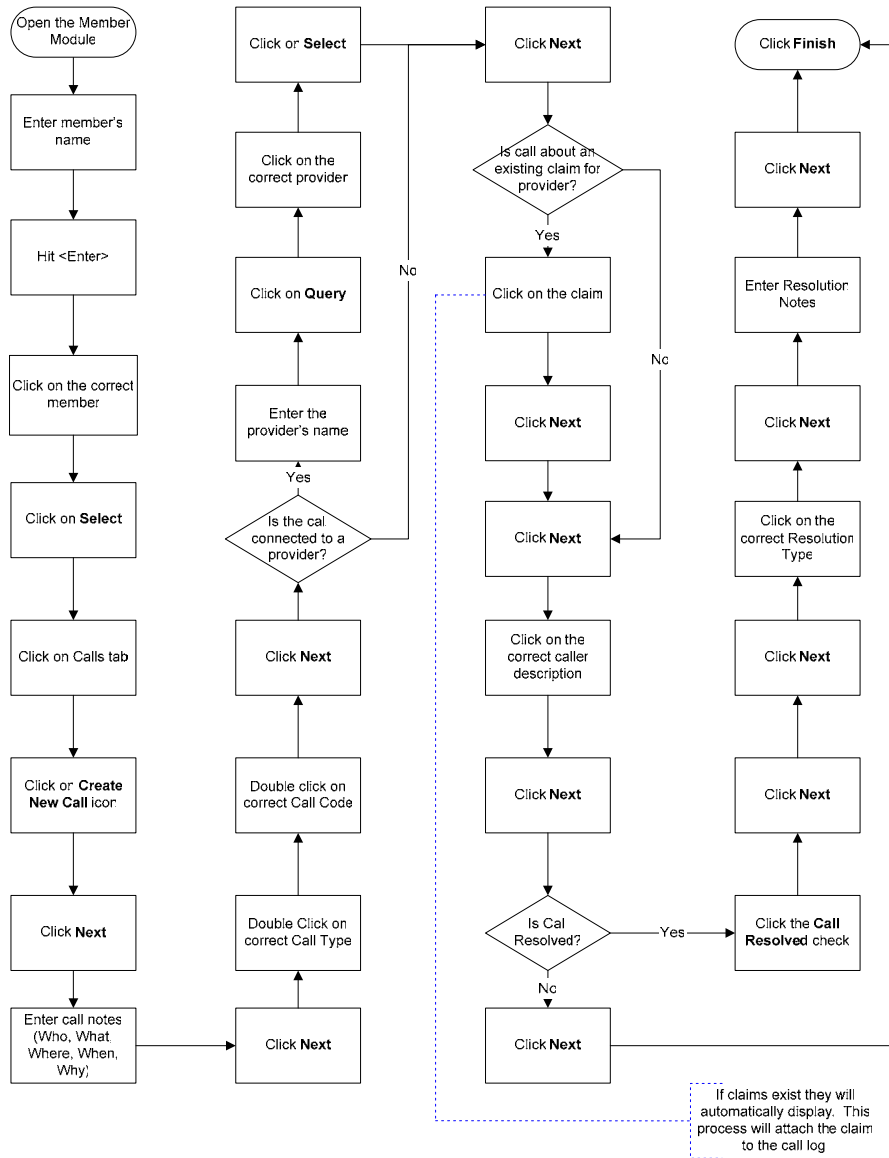 Open the Member
Module
Enter member's
name
Hit <Enter>
Click on the correct
member
Click on Select
Click on Calls tab
Click on Create
New Call icon
Click Next
Enter call notes
(Who, What,
Where, When,
Why)
Click Next
Double Click on
correct Call Type
Double click on
correct Call Code
Click Next
Is the call
connected to a
provider?
Yes
No
Enter the
provider's name
Click on Query
Click on the
correct provider
Click on Select
Click Next
Is call about an
existing claim for
provider?
Yes
No
Click on the claim
Click Next
Click Next
Click on the
correct caller
description
Click Next
Is Call
Resolved?
Yes
No
Click Next
Click the Call
Resolved check
Click Next
Click Next
Click on the
correct Resolution
Type
Click Next
Enter Resolution
Notes
Click Next
Click Finish
If claims exist they will
automatically display. This
process will attach the claim
to the call log